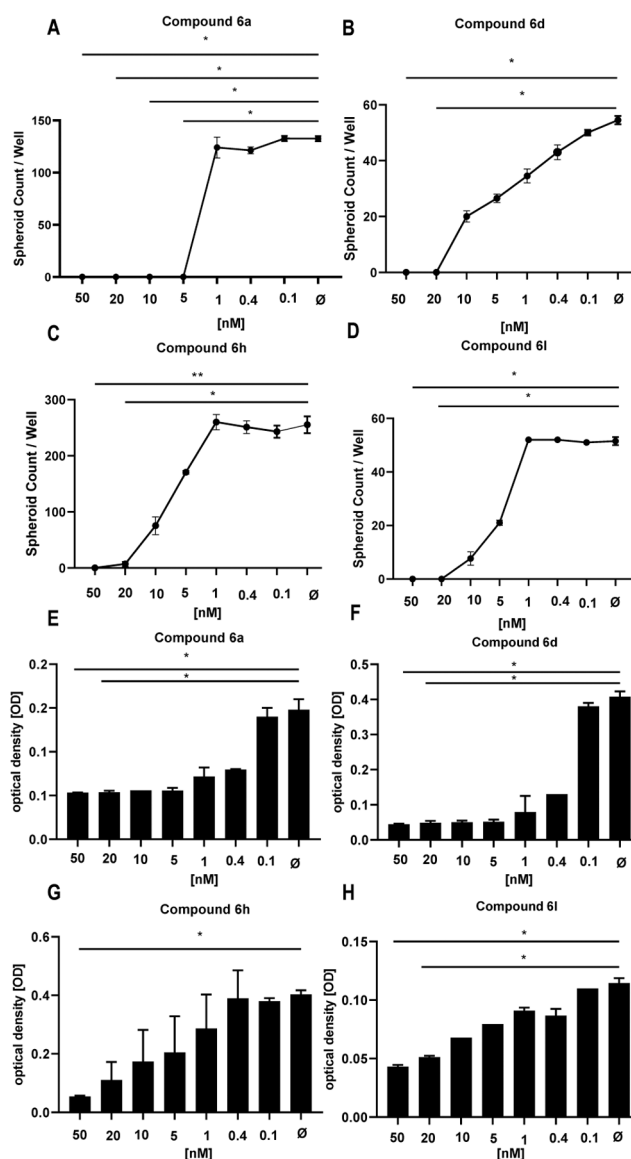 A
Compound 6a
*
*
*
*
Spheroid Count / Well
150
100
50
0
50 20 10 5 1 0.4 0.1 Ø
[nM]
B
Compound 6d
*
*
Spheroid Count / Well
60
40
20
0
50 20 10 5 1 0.4 0.1 Ø
[nM]
C
Compound 6h
**
*
Spheroid Count / Well
250
200
100
0
50 20 10 5 1 0.4 0.1 Ø
[nM]
D
Compound 6l
*
*
Spheroid Count / Well
60
40
20
0
50 20 10 5 1 0.4 0.1 Ø
[nM]
E
Compound 6a
*
*
optical density [OD]
0.2
0.2
0.1
0.1
0.0
50 20 10 5 1 0.4 0.1 Ø
[nM]
F
Compound 6d
*
*
optical density [OD]
0.5
0.4
0.3
0.2
0.1
0.0
50 20 10 5 1 0.4 0.1 Ø
[nM]
G
Compound 6h
*
optical density [OD]
0.6
0.4
0.2
0.0
50 20 10 5 1 0.4 0.1 Ø
[nM]
H
Compound 6l
*
*
optical density [OD]
0.15
0.10
0.05
0.00
50 20 10 5 1 0.4 0.1 Ø
[nM]